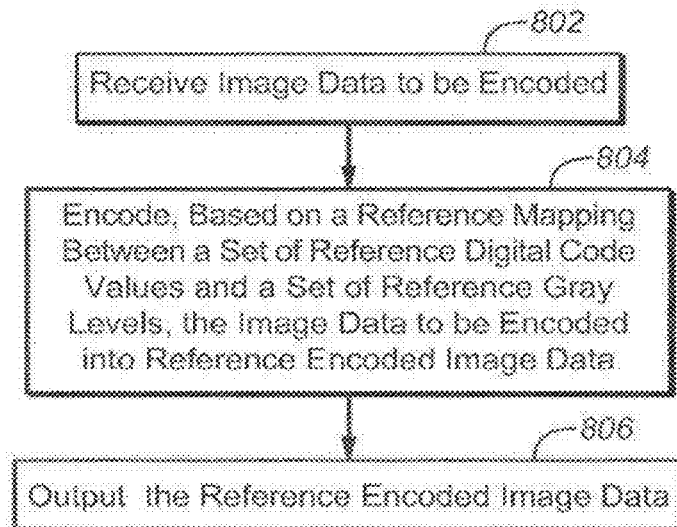 802
Receive Image Data to be Encoded
804
Encode, Based on a Reference Mapping
Between a Set of Reference Digital Code
Values and a Set of Reference Gray
Levels, the Image Data to be Encoded
into Reference Encoded Image Data
806
Output the Reference Encoded Image Data